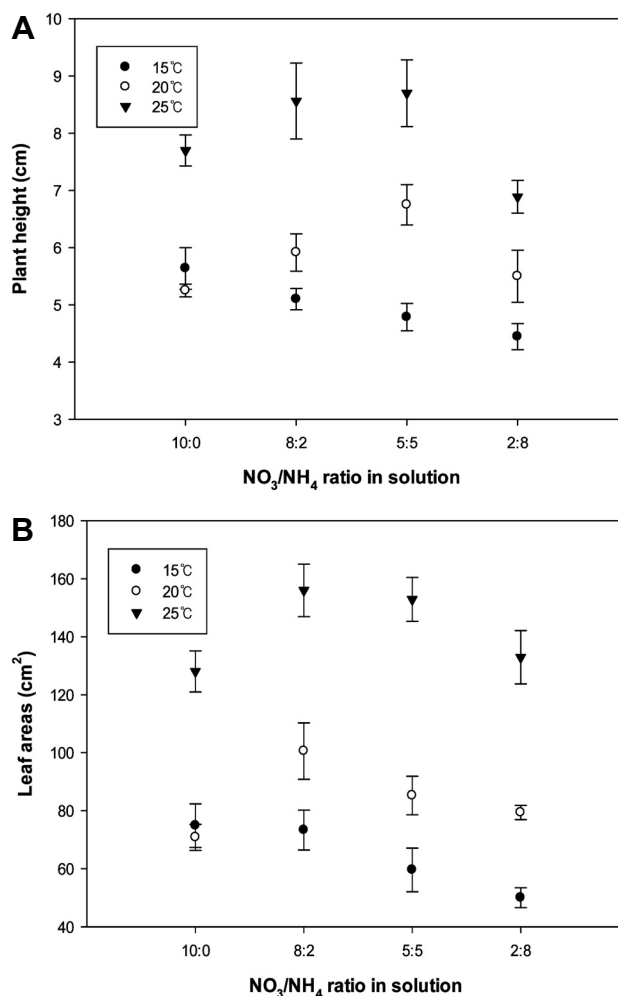 A
10
9
8
7
6
5
4
3
Plant height (cm)
15℃
20℃
25℃
10:0 8:2 5:5 2:8
NO₃/NH₄ ratio in solution
B
180
160
140
120
100
80
60
40
Leaf areas (cm²)
15℃
20℃
25℃
10:0 8:2 5:5 2:8
NO₃/NH₄ ratio in solution